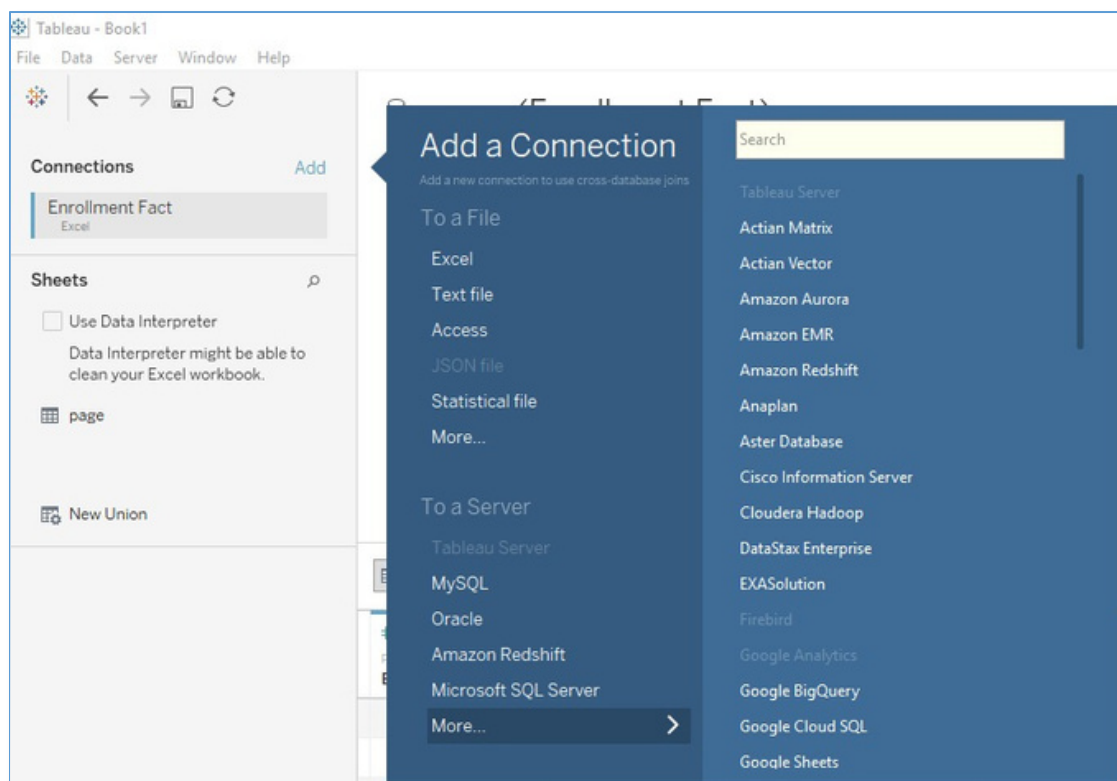 Tableau - Book1
File Data Server Window Help
Connections Add
Enrollment Fact
Excel
Sheets
Use Data Interpreter
Data Interpreter might be able to
clean your Excel workbook.
page
New Union
Add a Connection
Add a new connection to use cross-database joins
To a File
Excel
Text file
Access
JSON file
Statistical file
More...
To a Server
Tableau Server
MySQL
Oracle
Amazon Redshift
Microsoft SQL Server
More...
Search
Tableau Server
Actian Matrix
Actian Vector
Amazon Aurora
Amazon EMR
Amazon Redshift
Anaplan
Aster Database
Cisco Information Server
Cloudera Hadoop
DataStax Enterprise
EXASolution
Firebird
Google Analytics
Google BigQuery
Google Cloud SQL
Google Sheets